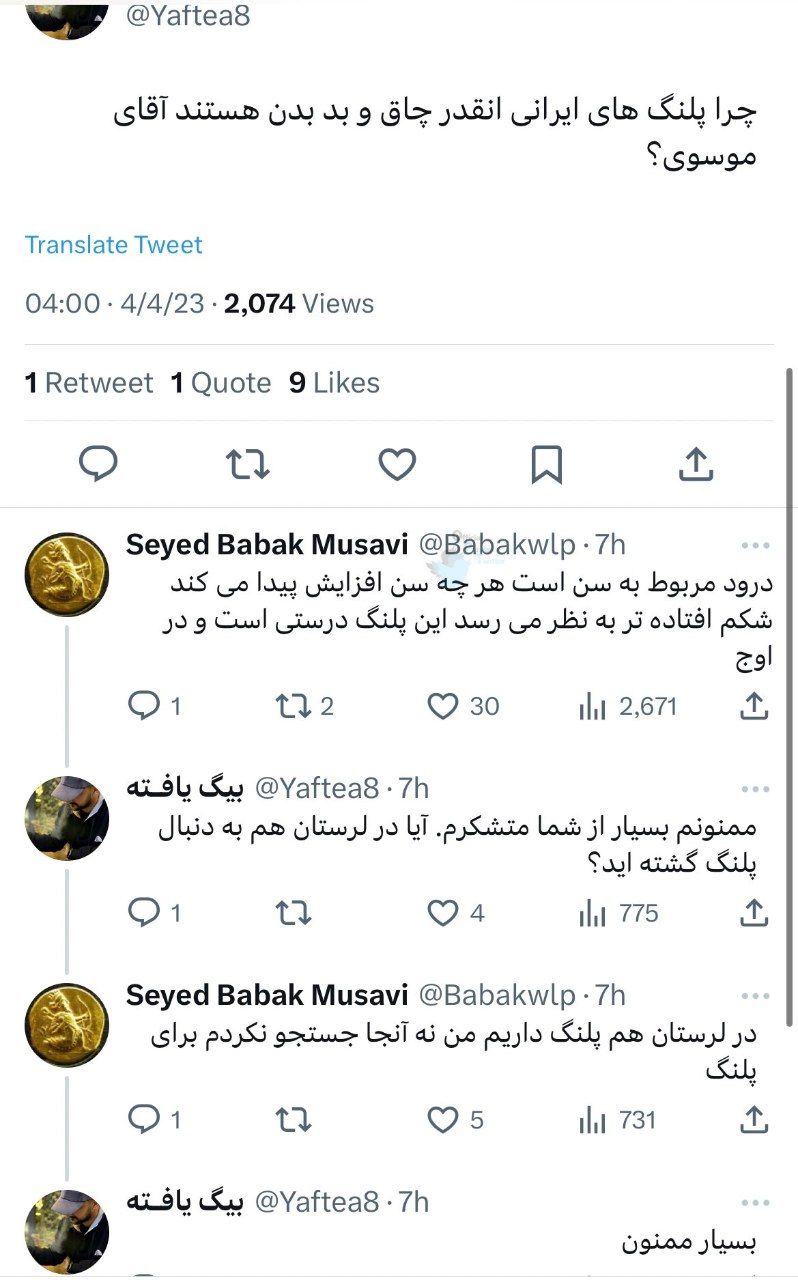 @Yaftea8
چرا پلنگ های ایرانی انقدر چاق و بد بدن هستند آقای
موسوی؟
Translate Tweet
04:00 · 4/4/23 · 2,074 Views
1 Retweet 1 Quote 9 Likes
Seyed Babak Musavi @Babakwlp · 7h
درود مربوط به سن است هر چه سن افزایش پیدا می کند
شکم افتاده تر به نظر می رسد این پلنگ درستی است و در
اوج
1 2 30 2,671
بیگ یافـته @Yaftea8 · 7h
ممنونم بسیار از شما متشکرم. آیا در لرستان هم به دنبال
پلنگ گشته اید؟
1 4 775
Seyed Babak Musavi @Babakwlp · 7h
در لرستان هم پلنگ داریم من نه آنجا جستجو نکردم برای
پلنگ
1 5 731
بیگ یافـته @Yaftea8 · 7h
بسیار ممنون